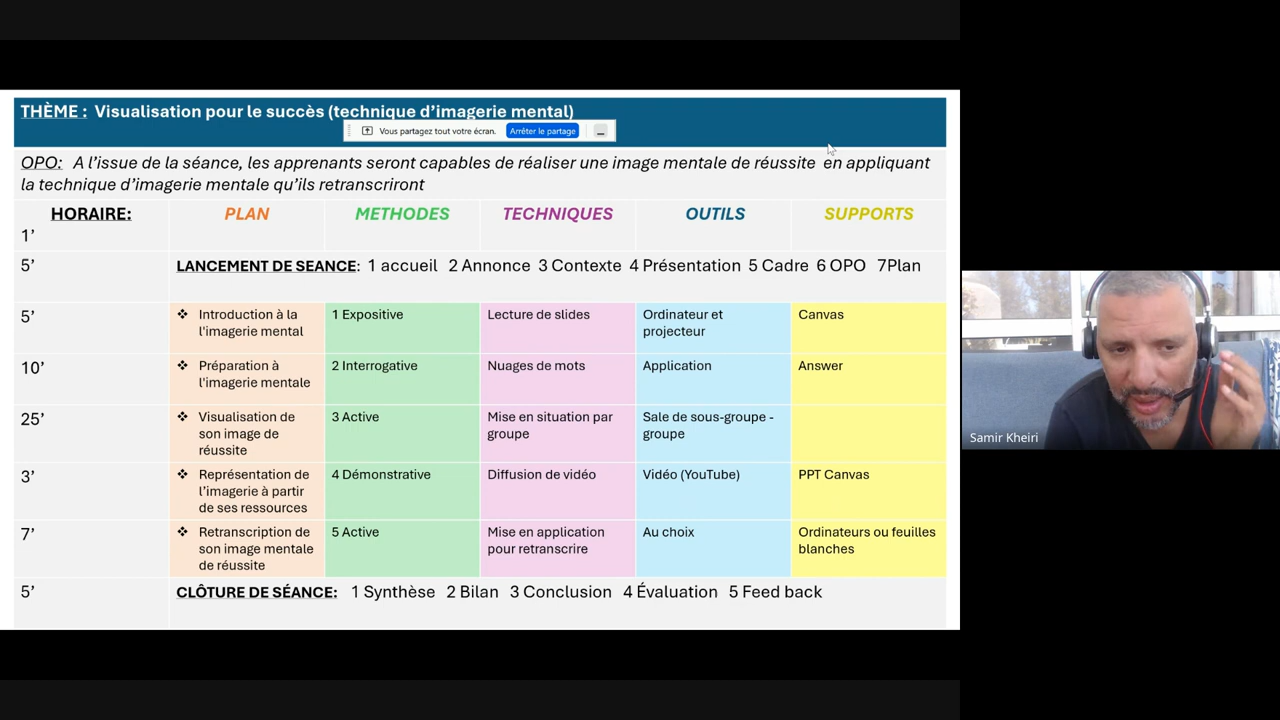 THÈME : Visualisation pour le succès (technique d'imagerie mental)
Vous partagez tout votre écran. Arrêter le partage
OPO: A l'issue de la séance, les apprenants seront capables de réaliser une image mentale de réussite en appliquant
la technique d'imagerie mentale qu'ils retranscriront
HORAIRE: PLAN METHODES TECHNIQUES OUTILS SUPPORTS
1'
5' LANCEMENT DE SEANCE: 1 accueil 2 Annonce 3 Contexte 4 Présentation 5 Cadre 6 OPO 7Plan
5' ❖ Introduction à la 1 Expositive Lecture de slides Ordinateur et Canvas
l'imagerie mental projecteur
10' ❖ Préparation à 2 Interrogative Nuages de mots Application Answer
l'imagerie mentale
25' ❖ Visualisation de 3 Active Mise en situation par Sale de sous-groupe -
son image de groupe groupe
réussite
3' ❖ Représentation de 4 Démonstrative Diffusion de vidéo Vidéo (YouTube) PPT Canvas
l'imagerie à partir
de ses ressources
7' ❖ Retranscription de 5 Active Mise en application Au choix Ordinateurs ou feuilles
son image mentale pour retranscrire blanches
de réussite
5' CLÔTURE DE SÉANCE: 1 Synthèse 2 Bilan 3 Conclusion 4 Évaluation 5 Feed back
Samir Kheiri